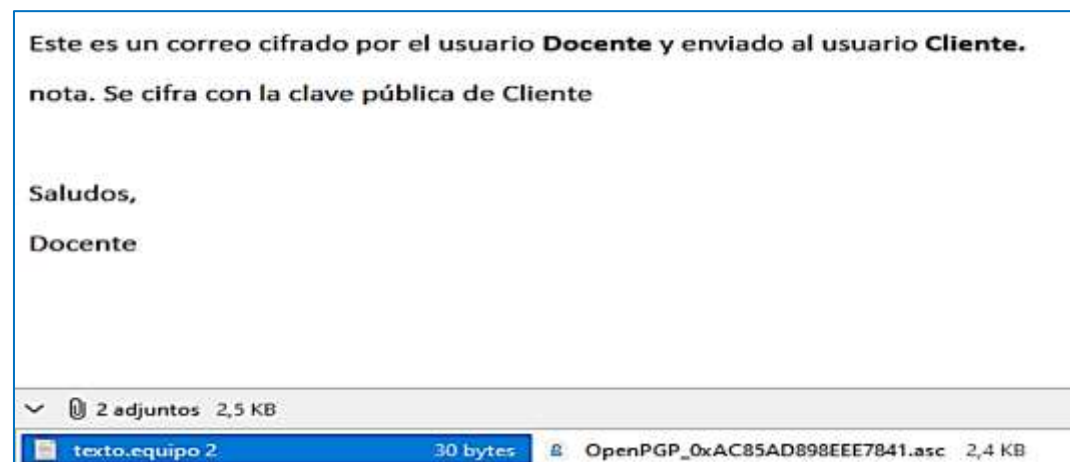 Este es un correo cifrado por el usuario Docente y enviado al usuario Cliente.
nota. Se cifra con la clave pública de Cliente
Saludos,
Docente
2 adjuntos 2,5 KB
texto.equipo 2 30 bytes OpenPGP_0xAC85AD898EEE7841.asc 2,4 KB